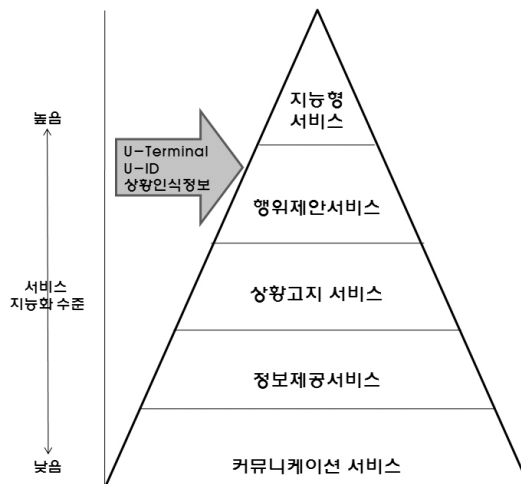 지능형
서비스
높음
U-Terminal
U-ID
상황인식정보
행위제안서비스
서비스
지능화 수준
상황고지 서비스
정보제공서비스
낮음
커뮤니케이션 서비스